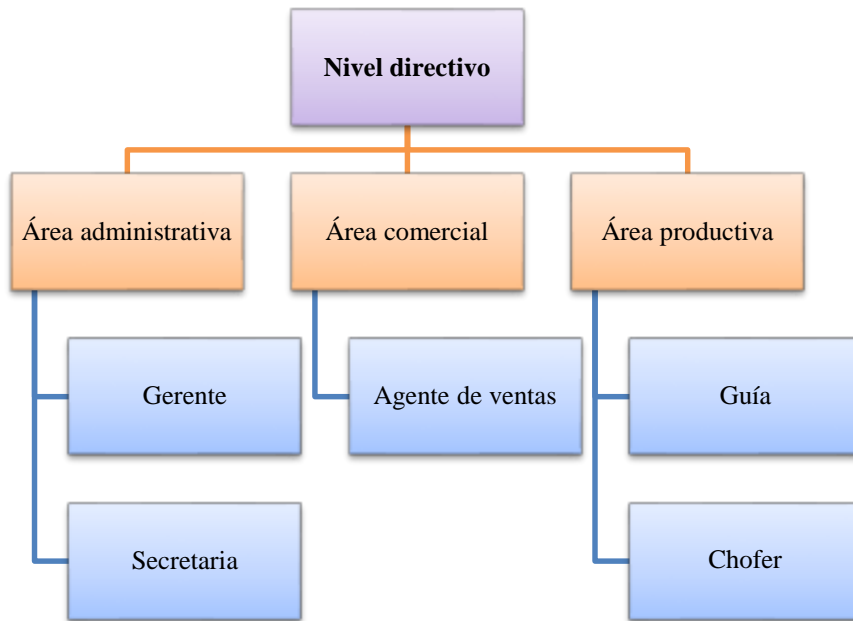 Nivel directivo
Área administrativa
Área comercial
Área productiva
Gerente
Agente de ventas
Guía
Secretaria
Chofer